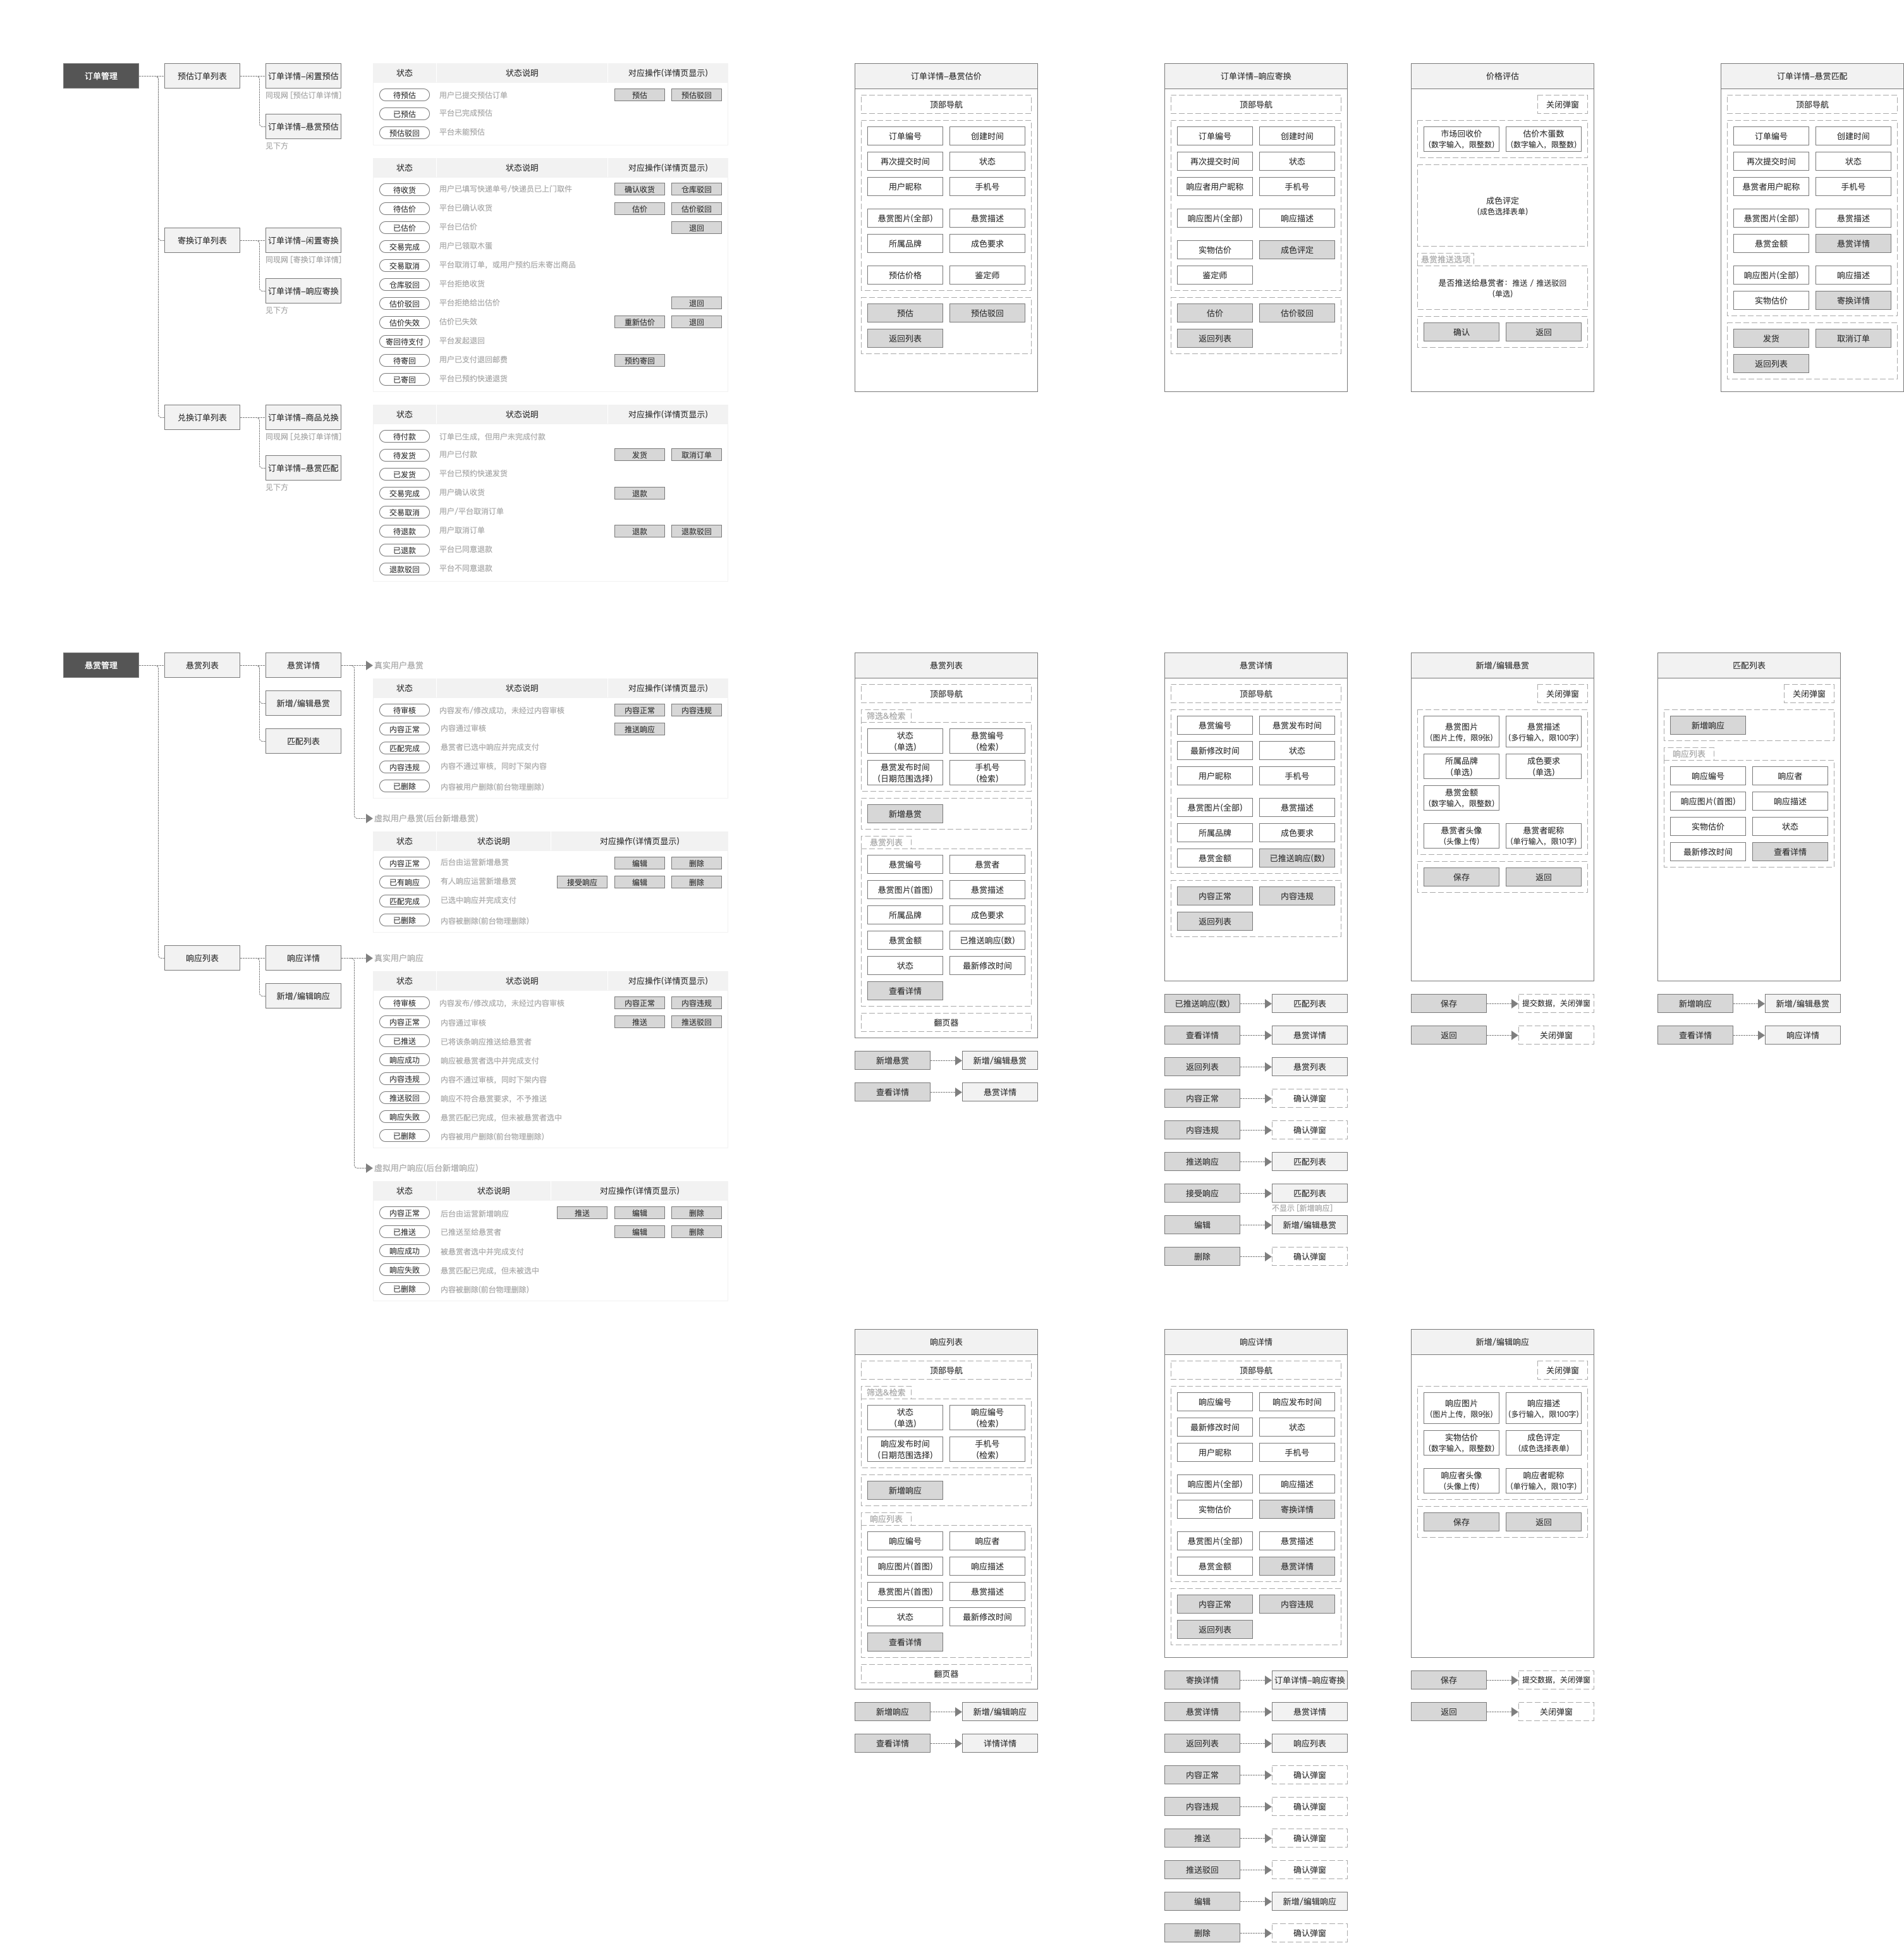 订单管理
预估订单列表
订单详情–闲置预估
同现网 [预估订单详情]
订单详情–悬赏预估
见下方
状态 状态说明 对应操作(详情页显示)
待预估 用户已提交预估订单 预估 预估驳回
已预估 平台已完成预估
预估驳回 平台未能预估
寄换订单列表
订单详情–闲置寄换
同现网 [寄换订单详情]
订单详情–响应寄换
见下方
状态 状态说明 对应操作(详情页显示)
待收货 用户已填写快递单号/快递员已上门取件 确认收货 仓库驳回
待估价 平台已确认收货 估价 估价驳回
已估价 平台已估价 退回
交易完成 用户已领取木蛋
交易取消 平台取消订单，或用户预约后未寄出商品
仓库驳回 平台拒绝收货
估价驳回 平台拒绝给出估价 退回
估价失效 估价已失效 重新估价 退回
寄回待支付 平台发起退回
待寄回 用户已支付退回邮费 预约寄回
已寄回 平台已预约快递退货
兑换订单列表
订单详情–商品兑换
同现网 [兑换订单详情]
订单详情–悬赏匹配
见下方
状态 状态说明 对应操作(详情页显示)
待付款 订单已生成，但用户未完成付款
待发货 用户已付款 发货 取消订单
已发货 平台已预约快递发货
交易完成 用户确认收货 退款
交易取消 用户/平台取消订单
待退款 用户取消订单 退款 退款驳回
已退款 平台已同意退款
退款驳回 平台不同意退款
订单详情–悬赏估价
顶部导航
订单编号 创建时间
再次提交时间 状态
用户昵称 手机号
悬赏图片(全部) 悬赏描述
所属品牌 成色要求
预估价格 鉴定师
预估 预估驳回
返回列表
订单详情–响应寄换
顶部导航
订单编号 创建时间
再次提交时间 状态
响应者用户昵称 手机号
响应图片(全部) 响应描述
实物估价 成色评定
鉴定师
估价 估价驳回
返回列表
价格评估
关闭弹窗
市场回收价 估价木蛋数
(数字输入，限整数) (数字输入，限整数)
成色评定
(成色选择表单)
悬赏推送选项
是否推送给悬赏者：推送 / 推送驳回
(单选)
确认 返回
订单详情–悬赏匹配
顶部导航
订单编号 创建时间
再次提交时间 状态
悬赏者用户昵称 手机号
悬赏图片(全部) 悬赏描述
悬赏金额 悬赏详情
响应图片(全部) 响应描述
实物估价 寄换详情
发货 取消订单
返回列表
悬赏管理
悬赏列表
悬赏详情
新增/编辑悬赏
匹配列表
真实用户悬赏
状态 状态说明 对应操作(详情页显示)
待审核 内容发布/修改成功，未经过内容审核 内容正常 内容违规
内容正常 内容通过审核 推送响应
匹配完成 悬赏者已选中响应并完成支付
内容违规 内容不通过审核，同时下架内容
已删除 内容被用户删除(前台物理删除)
虚拟用户悬赏(后台新增悬赏)
状态 状态说明 对应操作(详情页显示)
内容正常 后台由运营新增悬赏 编辑 删除
已有响应 有人响应运营新增悬赏 接受响应 编辑 删除
匹配完成 已选中响应并完成支付
已删除 内容被删除(前台物理删除)
响应列表
响应详情
新增/编辑响应
真实用户响应
状态 状态说明 对应操作(详情页显示)
待审核 内容发布/修改成功，未经过内容审核 内容正常 内容违规
内容正常 内容通过审核 推送 推送驳回
已推送 已将该条响应推送给悬赏者
响应成功 响应被悬赏者选中并完成支付
内容违规 内容不通过审核，同时下架内容
推送驳回 响应不符合悬赏要求，不予推送
响应失败 悬赏匹配已完成，但未被悬赏者选中
已删除 内容被用户删除(前台物理删除)
虚拟用户响应(后台新增响应)
状态 状态说明 对应操作(详情页显示)
内容正常 后台由运营新增响应 推送 编辑 删除
已推送 已推送至给悬赏者 编辑 删除
响应成功 被悬赏者选中并完成支付
响应失败 悬赏匹配已完成，但未被选中
已删除 内容被删除(前台物理删除)
悬赏列表
顶部导航
筛选&检索
状态 悬赏编号
(单选) (检索)
悬赏发布时间 手机号
(日期范围选择) (检索)
新增悬赏
悬赏列表
悬赏编号 悬赏者
悬赏图片(首图) 悬赏描述
所属品牌 成色要求
悬赏金额 已推送响应(数)
状态 最新修改时间
查看详情
翻页器
新增悬赏 新增/编辑悬赏
查看详情 悬赏详情
悬赏详情
顶部导航
悬赏编号 悬赏发布时间
最新修改时间 状态
用户昵称 手机号
悬赏图片(全部) 悬赏描述
所属品牌 成色要求
悬赏金额 已推送响应(数)
内容正常 内容违规
返回列表
已推送响应(数) 匹配列表
查看详情 悬赏详情
返回列表 悬赏列表
内容正常 确认弹窗
内容违规 确认弹窗
推送响应 匹配列表
接受响应 匹配列表
不显示 [新增响应]
编辑 新增/编辑悬赏
删除 确认弹窗
新增/编辑悬赏
关闭弹窗
悬赏图片 悬赏描述
(图片上传，限9张) (多行输入，限100字)
所属品牌 成色要求
(单选) (单选)
悬赏金额
(数字输入，限整数)
悬赏者头像 悬赏者昵称
(头像上传) (单行输入，限10字)
保存 返回
保存 提交数据，关闭弹窗
返回 关闭弹窗
匹配列表
关闭弹窗
新增响应
响应列表
响应编号 响应者
响应图片(首图) 响应描述
实物估价 状态
最新修改时间 查看详情
新增响应 新增/编辑悬赏
查看详情 响应详情
响应列表
顶部导航
筛选&检索
状态 响应编号
(单选) (检索)
响应发布时间 手机号
(日期范围选择) (检索)
新增响应
响应列表
响应编号 响应者
响应图片(首图) 响应描述
悬赏图片(首图) 悬赏描述
状态 最新修改时间
查看详情
翻页器
新增响应 新增/编辑响应
查看详情 详情详情
响应详情
顶部导航
响应编号 响应发布时间
最新修改时间 状态
用户昵称 手机号
响应图片(全部) 响应描述
实物估价 寄换详情
悬赏图片(全部) 悬赏描述
悬赏金额 悬赏详情
内容正常 内容违规
返回列表
寄换详情 订单详情–响应寄换
悬赏详情 悬赏详情
返回列表 响应列表
内容正常 确认弹窗
内容违规 确认弹窗
推送 确认弹窗
推送驳回 确认弹窗
编辑 新增/编辑响应
删除 确认弹窗
新增/编辑响应
关闭弹窗
响应图片 响应描述
(图片上传，限9张) (多行输入，限100字)
实物估价 成色评定
(数字输入，限整数) (成色选择表单)
响应者头像 响应者昵称
(头像上传) (单行输入，限10字)
保存 返回
保存 提交数据，关闭弹窗
返回 关闭弹窗